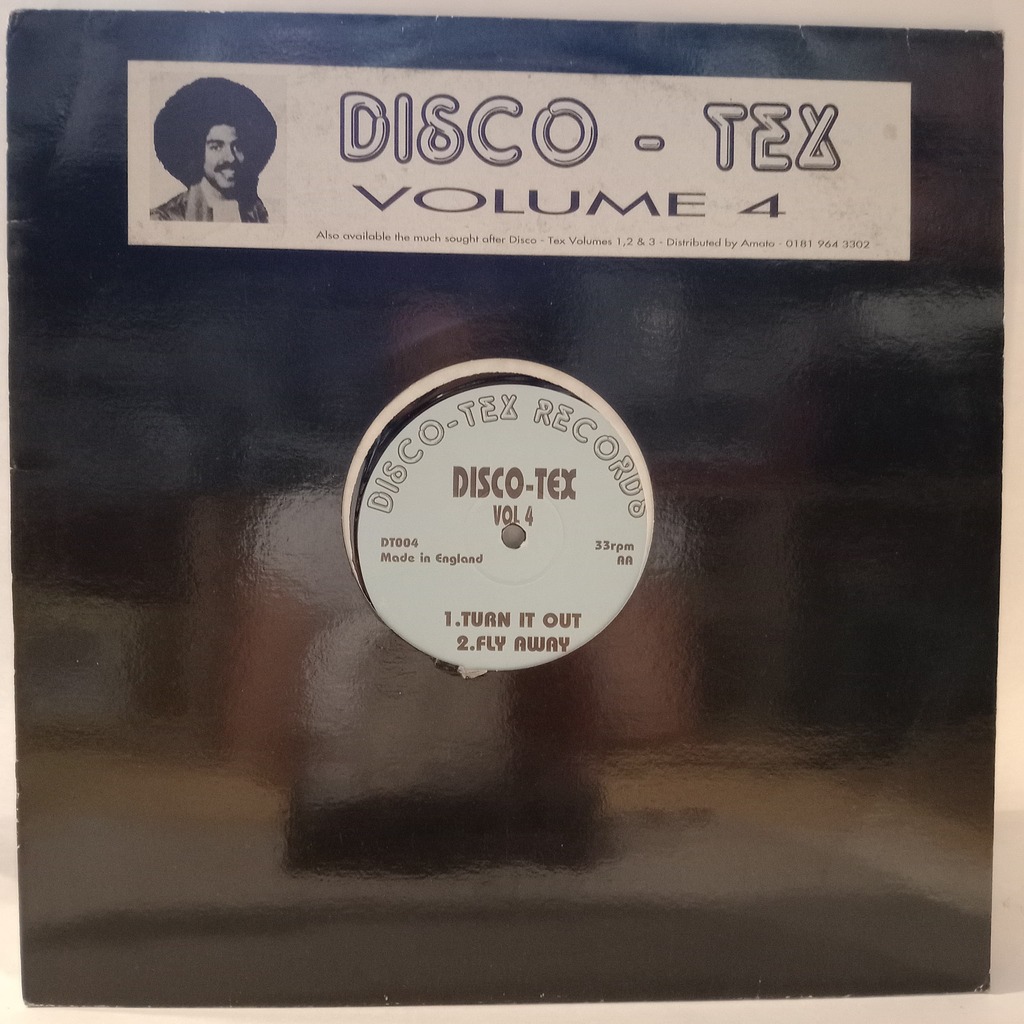 DISCO - TEX
VOLUME 4
Also available the much sought after Disco - Tex Volumes 1,2 & 3 - Distributed by Amato - 0181 964 3302
DISCO-TEX RECORDS
DISCO-TEX
VOL 4
DT004
Made in England
33rpm
AA
1.TURN IT OUT
2.FLY AWAY